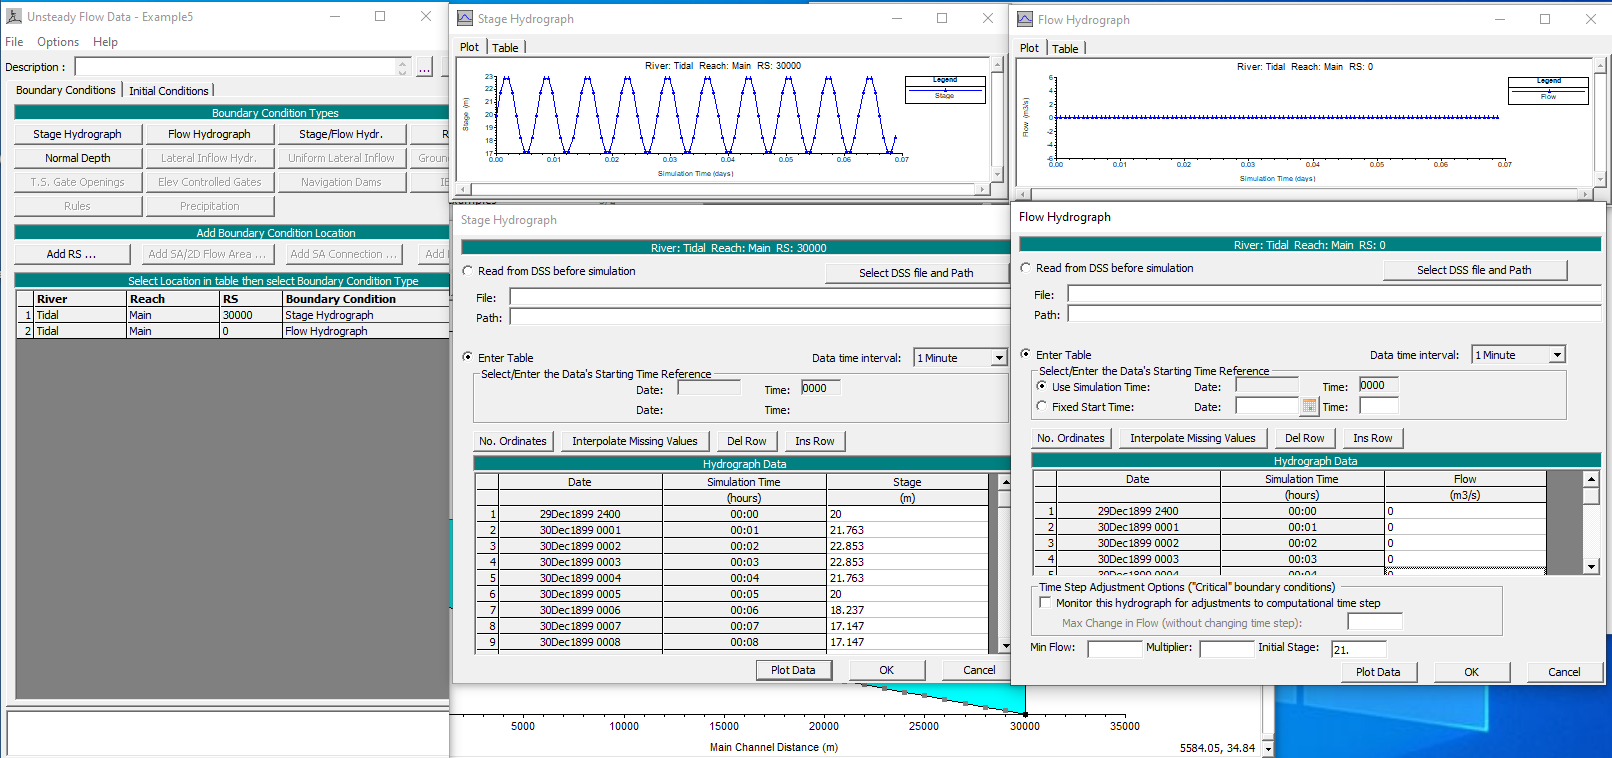 Unsteady Flow Data - Example5
File Options Help
Description :
...
Boundary Conditions Initial Conditions
Boundary Condition Types
Stage Hydrograph Flow Hydrograph Stage/Flow Hydr. R
Normal Depth Lateral Inflow Hydr. Uniform Lateral Inflow Groun
T.S. Gate Openings Elev Controlled Gates Navigation Dams
Rules Precipitation
Add Boundary Condition Location
Add RS ... Add SA/2D Flow Area ... Add SA Connection ... Add
Select Location in table then select Boundary Condition Type
River Reach RS Boundary Condition
1 Tidal Main 30000 Stage Hydrograph
2 Tidal Main 0 Flow Hydrograph
Stage Hydrograph
Plot Table
River: Tidal Reach: Main RS: 30000
Legend
Stage
Stage (m)
23
22
21
20
19
18
17
0.00 0.01 0.02 0.03 0.04 0.05 0.06 0.07
Simulation Time (days)
Flow Hydrograph
Plot Table
River: Tidal Reach: Main RS: 0
Legend
Flow
Flow (m3/s)
6
4
2
0
-2
-4
-6
0.00 0.01 0.02 0.03 0.04 0.05 0.06 0.07
Simulation Time (days)
Stage Hydrograph
River: Tidal Reach: Main RS: 30000
Read from DSS before simulation Select DSS file and Path
File:
Path:
Enter Table Data time interval: 1 Minute
Select/Enter the Data's Starting Time Reference
Date: Time: 0000
Date: Time:
No. Ordinates Interpolate Missing Values Del Row Ins Row
Hydrograph Data
Date Simulation Time Stage
(hours) (m)
1 29Dec1899 2400 00:00 20
2 30Dec1899 0001 00:01 21.763
3 30Dec1899 0002 00:02 22.853
4 30Dec1899 0003 00:03 22.853
5 30Dec1899 0004 00:04 21.763
6 30Dec1899 0005 00:05 20
7 30Dec1899 0006 00:06 18.237
8 30Dec1899 0007 00:07 17.147
9 30Dec1899 0008 00:08 17.147
Plot Data OK Cancel
Flow Hydrograph
River: Tidal Reach: Main RS: 0
Read from DSS before simulation Select DSS file and Path
File:
Path:
Enter Table Data time interval: 1 Minute
Select/Enter the Data's Starting Time Reference
Use Simulation Time: Date: Time: 0000
Fixed Start Time: Date: Time:
No. Ordinates Interpolate Missing Values Del Row Ins Row
Hydrograph Data
Date Simulation Time Flow
(hours) (m3/s)
1 29Dec1899 2400 00:00 0
2 30Dec1899 0001 00:01 0
3 30Dec1899 0002 00:02 0
4 30Dec1899 0003 00:03 0
5 30Dec1899 0004 00:04 0
Time Step Adjustment Options ("Critical" boundary conditions)
Monitor this hydrograph for adjustments to computational time step
Max Change in Flow (without changing time step):
Min Flow: Multiplier: Initial Stage: 21.
Plot Data OK Cancel
5000 10000 15000 20000 25000 30000 35000
Main Channel Distance (m)
5584.05, 34.84